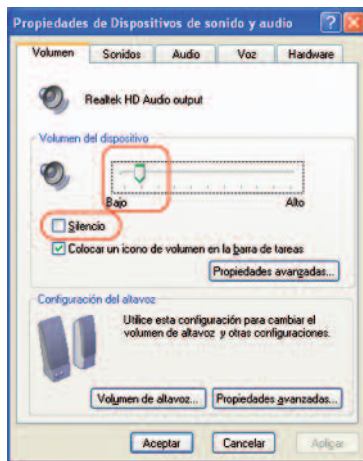 Propiedades de Dispositivos de sonido y audio
Volumen Sonidos Audio Voz Hardware
Realtek HD Audio output
Volumen del dispositivo
Bajo Alto
Silencio
Colocar un icono de volumen en la barra de tareas
Propiedades avanzadas...
Configuración del altavoz
Utilice esta configuración para cambiar el
volumen de altavoz y otras configuraciones.
Volumen de altavoz... Propiedades avanzadas...
Aceptar Cancelar Aplicar